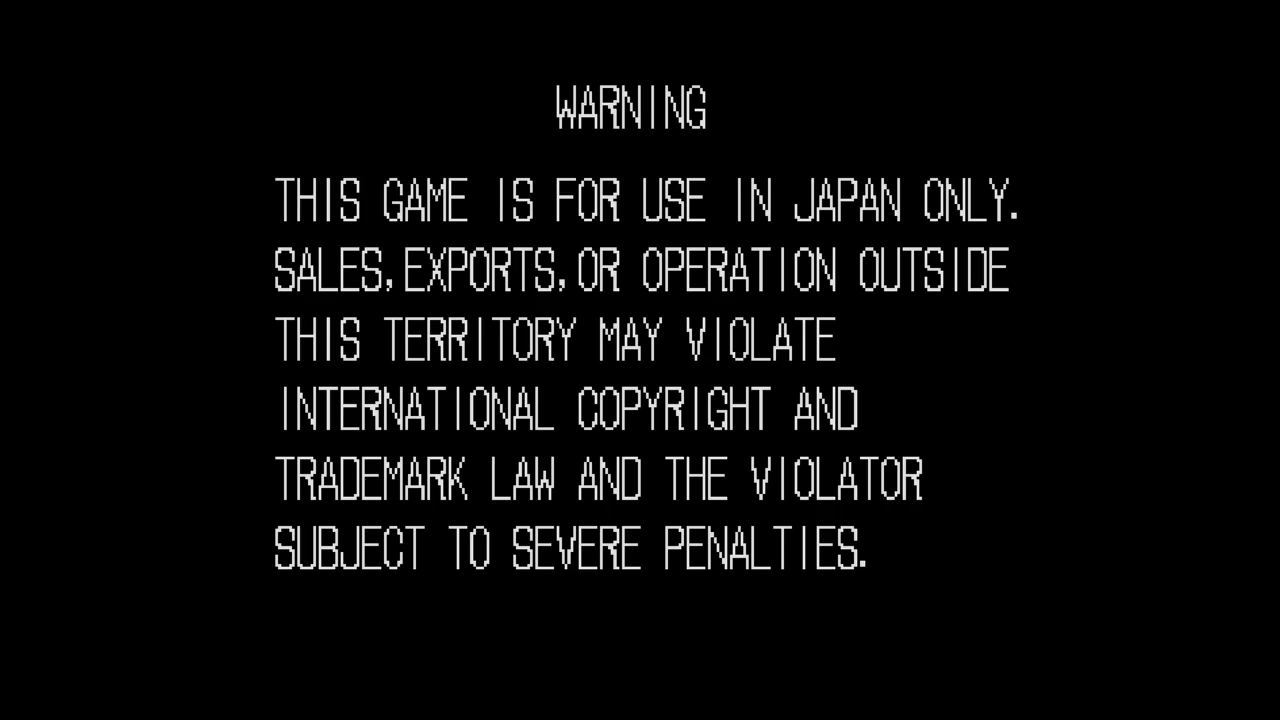 WARNING
THIS GAME IS FOR USE IN JAPAN ONLY.
SALES,EXPORTS,OR OPERATION OUTSIDE
THIS TERRITORY MAY VIOLATE
INTERNATIONAL COPYRIGHT AND
TRADEMARK LAW AND THE VIOLATOR
SUBJECT TO SEVERE PENALTIES.